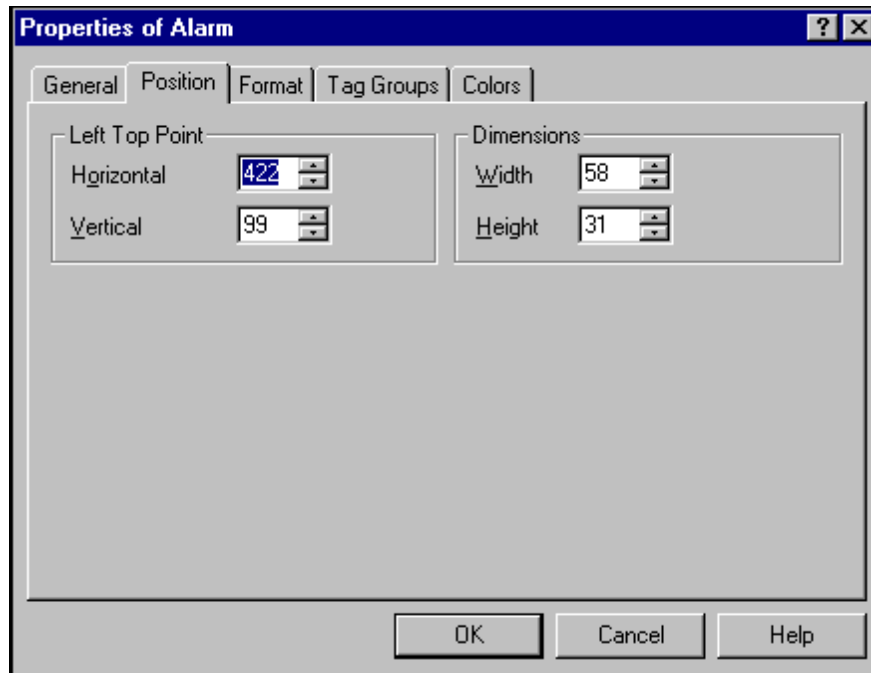 Properties of Alarm
General Position Format Tag Groups Colors
Left Top Point
Horizontal 422
Vertical 99
Dimensions
Width 58
Height 31
OK Cancel Help